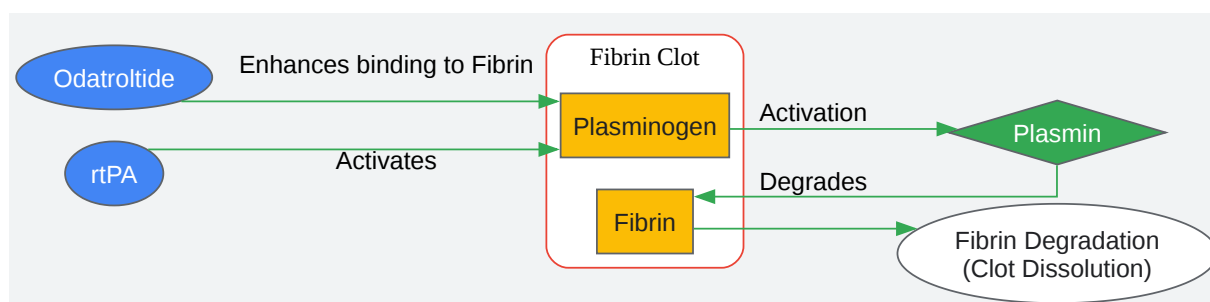 Odatroltide
Enhances binding to Fibrin
Fibrin Clot
Plasminogen
Activation
Plasmin
rtPA
Activates
Degrades
Fibrin
Fibrin Degradation
(Clot Dissolution)